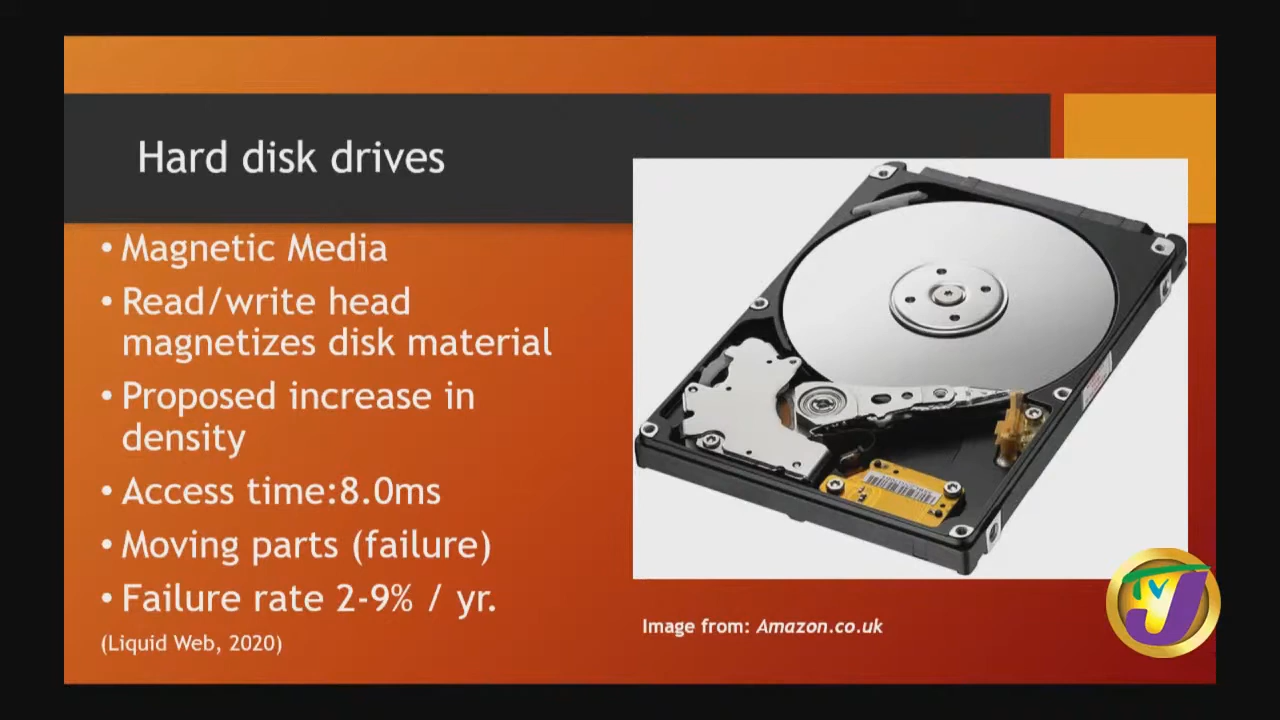 Hard disk drives
• Magnetic Media
• Read/write head
magnetizes disk material
• Proposed increase in
density
• Access time:8.0ms
• Moving parts (failure)
• Failure rate 2-9% / yr.
(Liquid Web, 2020)
Image from: Amazon.co.uk
TVJ